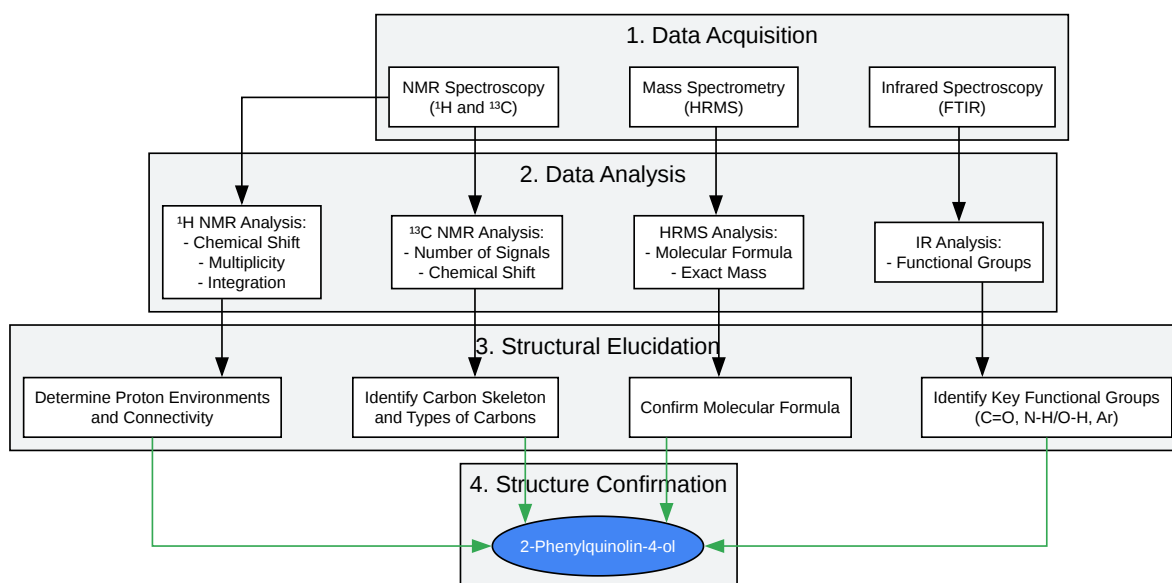 1. Data Acquisition
NMR Spectroscopy
(¹H and ¹³C)
Mass Spectrometry
(HRMS)
Infrared Spectroscopy
(FTIR)
2. Data Analysis
¹H NMR Analysis:
- Chemical Shift
- Multiplicity
- Integration
¹³C NMR Analysis:
- Number of Signals
- Chemical Shift
HRMS Analysis:
- Molecular Formula
- Exact Mass
IR Analysis:
- Functional Groups
3. Structural Elucidation
Determine Proton Environments
and Connectivity
Identify Carbon Skeleton
and Types of Carbons
Confirm Molecular Formula
Identify Key Functional Groups
(C=O, N-H/O-H, Ar)
4. Structure Confirmation
2-Phenylquinolin-4-ol